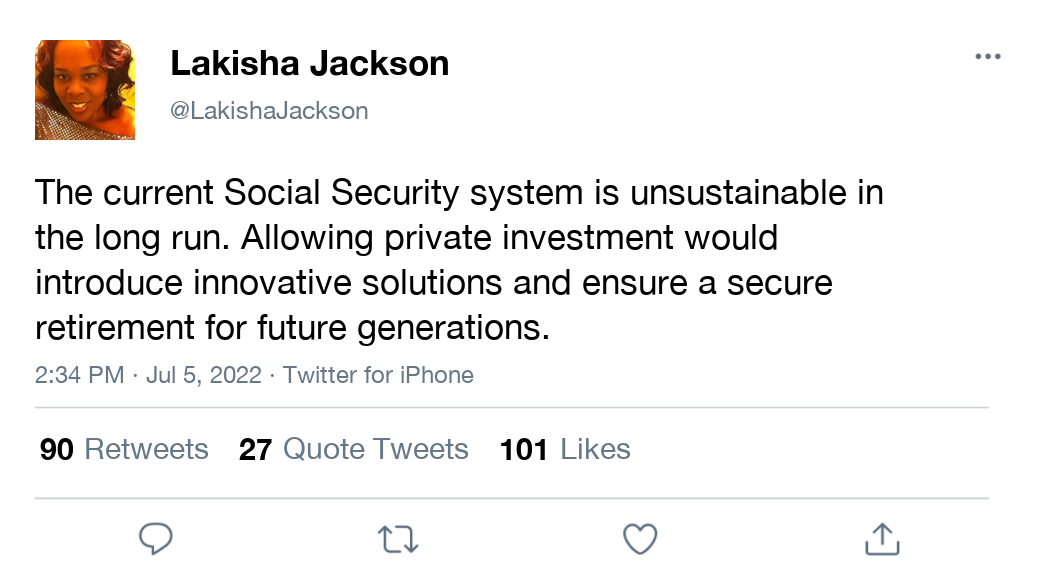 Lakisha Jackson
@LakishaJackson
The current Social Security system is unsustainable in
the long run. Allowing private investment would
introduce innovative solutions and ensure a secure
retirement for future generations.
2:34 PM · Jul 5, 2022 · Twitter for iPhone
90 Retweets 27 Quote Tweets 101 Likes